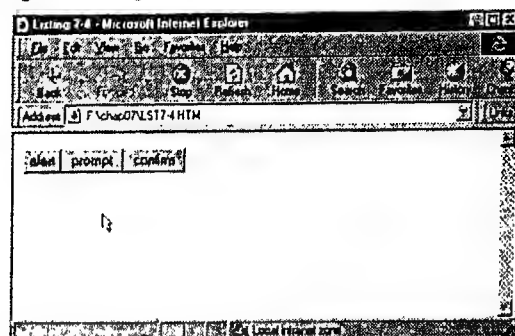 Listing 7-4 - Microsoft Internet Explorer
File Edit View Go Favorites Help
Back Stop Refresh Home Search Favorites History
Address F:\chap07\LST7-4.HTM
alert prompt confirm
Local intranet zone